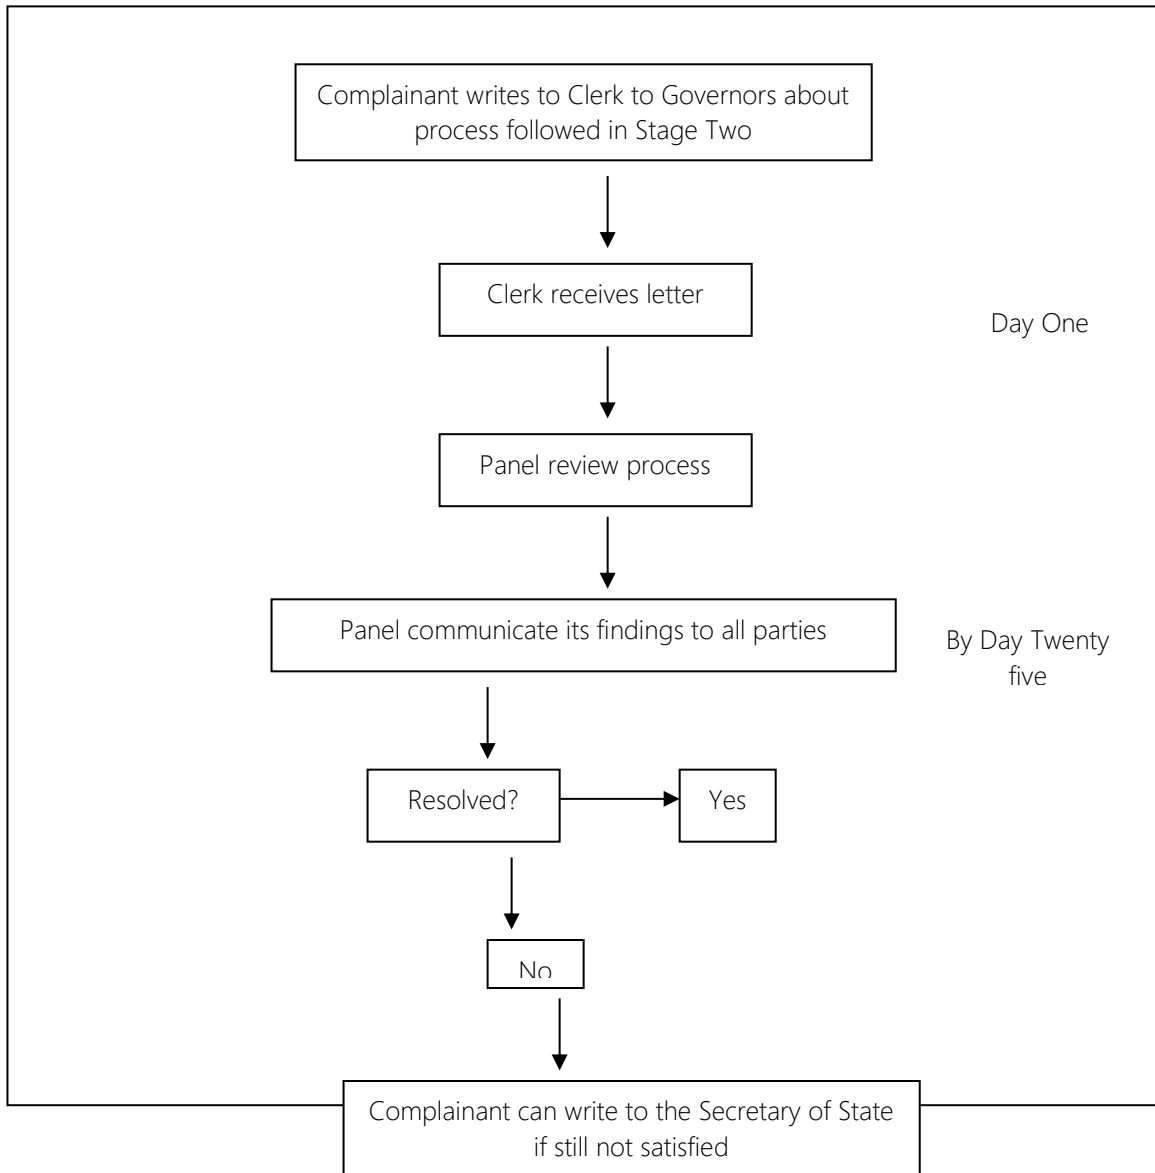 Complainant writes to Clerk to Governors about
process followed in Stage Two
Clerk receives letter
Day One
Panel review process
Panel communicate its findings to all parties
By Day Twenty
five
Resolved?
Yes
No
Complainant can write to the Secretary of State
if still not satisfied